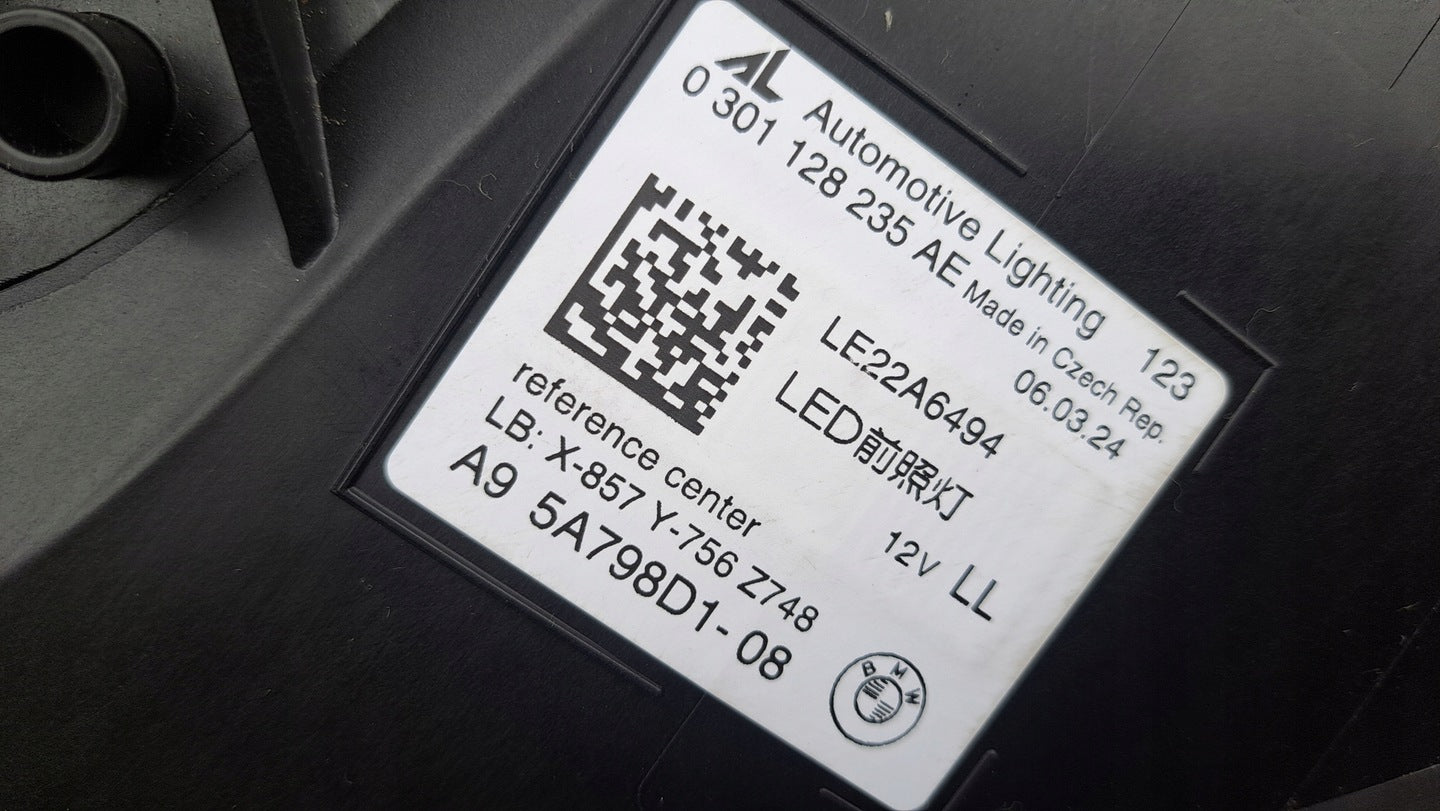 AL Automotive Lighting 123
0 301 128 235 AE Made in Czech Rep.
06.03.24
LE22A6494
LED前照灯
12V LL
reference center
LB: X-857 Y-756 Z748
A9 5A798D1-08
BMW